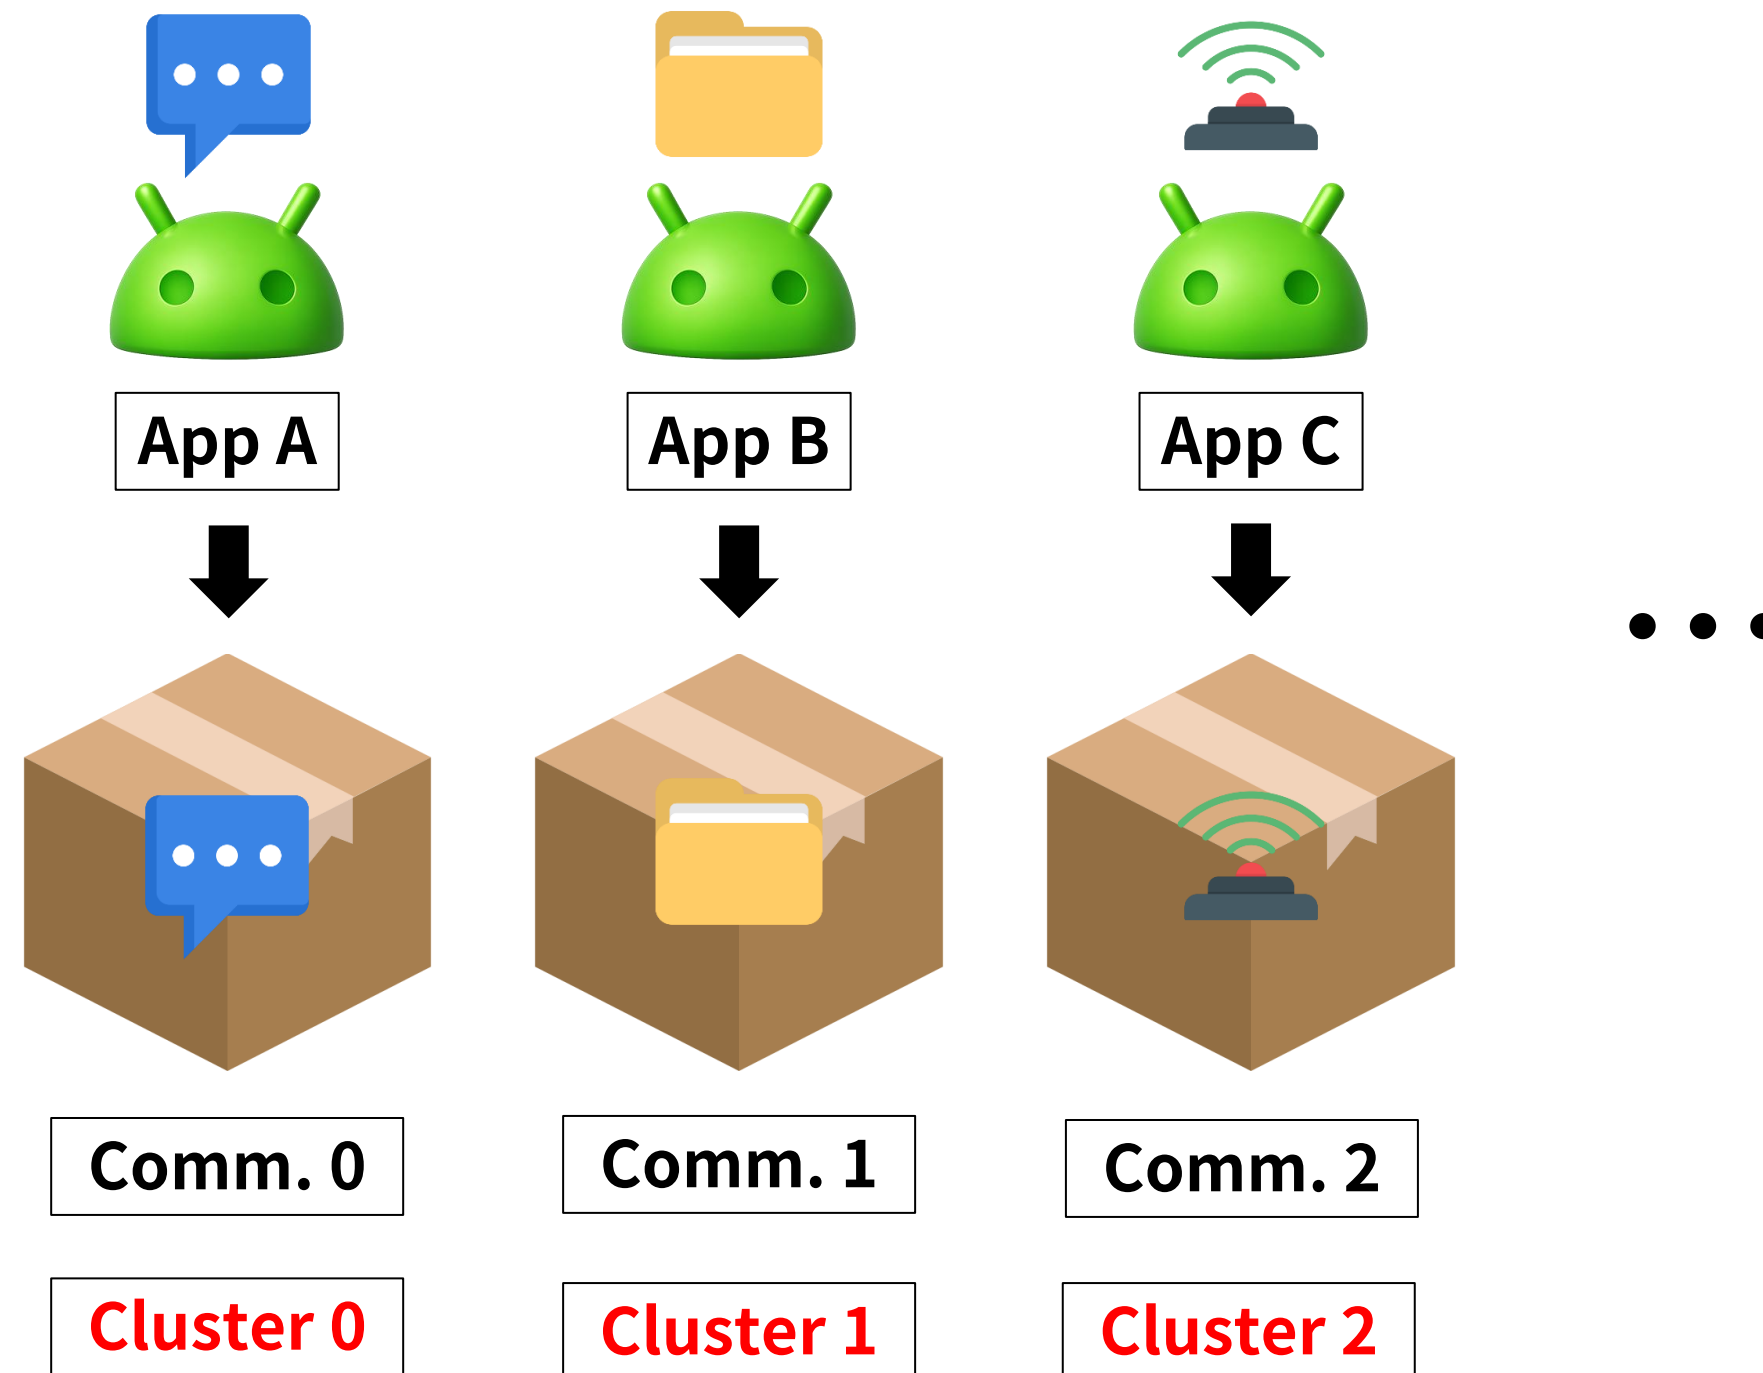 App A
App B
App C
Comm. 0
Comm. 1
Comm. 2
Cluster 0
Cluster 1
Cluster 2